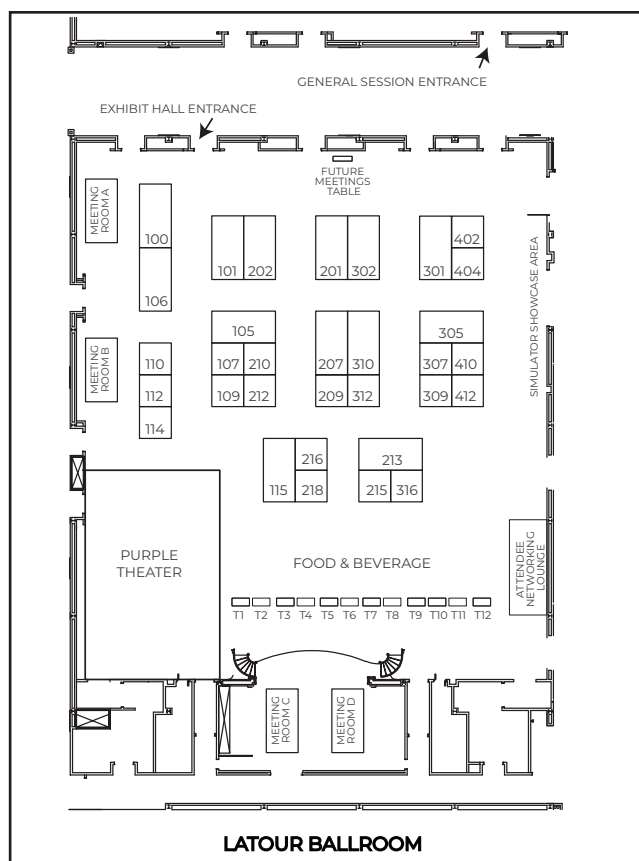 GENERAL SESSION ENTRANCE
EXHIBIT HALL ENTRANCE
FUTURE
MEETINGS
TABLE
MEETING
ROOM A
100
106
101 202
201 302
301
402
404
SIMULATOR SHOWCASE AREA
MEETING
ROOM B
110
112
114
105
107 210
109 212
207 310
209 312
305
307 410
309 412
115
216
218
213
215 316
PURPLE
THEATER
FOOD & BEVERAGE
ATTENDEE
NETWORKING
LOUNGE
T1 T2 T3 T4 T5 T6 T7 T8 T9 T10 T11 T12
MEETING
ROOM C
MEETING
ROOM D
LATOUR BALLROOM